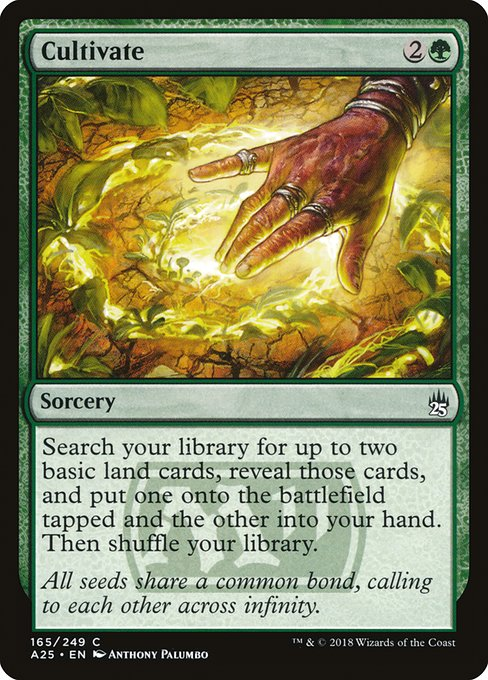 Cultivate 2
Sorcery 25
Search your library for up to two
basic land cards, reveal those cards,
and put one onto the battlefield
tapped and the other into your hand.
Then shuffle your library.
All seeds share a common bond, calling
to each other across infinity.
165/249 C ™ & © 2018 Wizards of the Coast
A25 • EN Anthony Palumbo